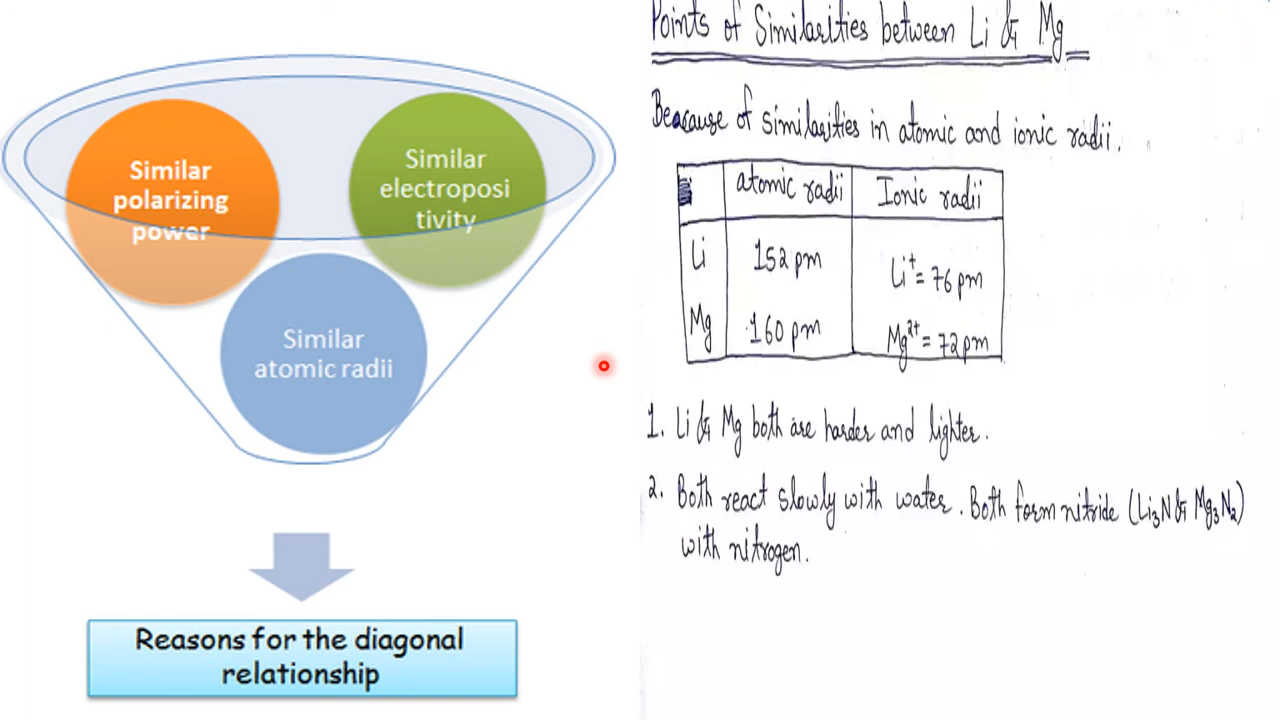 Similar
polarizing
power
Similar
electroposi
tivity
Similar
atomic radii
Reasons for the diagonal
relationship
Points of Similarities between Li & Mg
Beacause of similarities in atomic and ionic radii.
atomic radii Ionic radii
Li 152 pm Li⁺ = 76 pm
Mg 160 pm Mg²⁺ = 72 pm
1. Li & Mg both are harder and lighter.
2. Both react slowly with water. Both form nitride (Li₃N & Mg₃N₂)
with nitrogen.